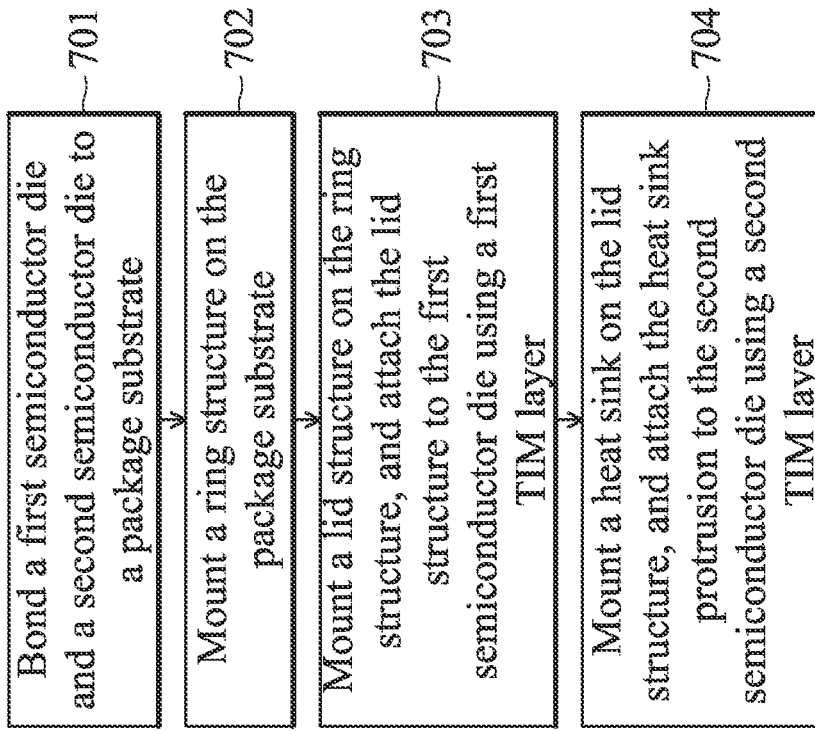 Bond a first semiconductor die
and a second semiconductor die to
a package substrate
701
Mount a ring structure on the
package substrate
702
Mount a lid structure on the ring
structure, and attach the lid
structure to the first
semiconductor die using a first
TIM layer
703
Mount a heat sink on the lid
structure, and attach the heat sink
protrusion to the second
semiconductor die using a second
TIM layer
704